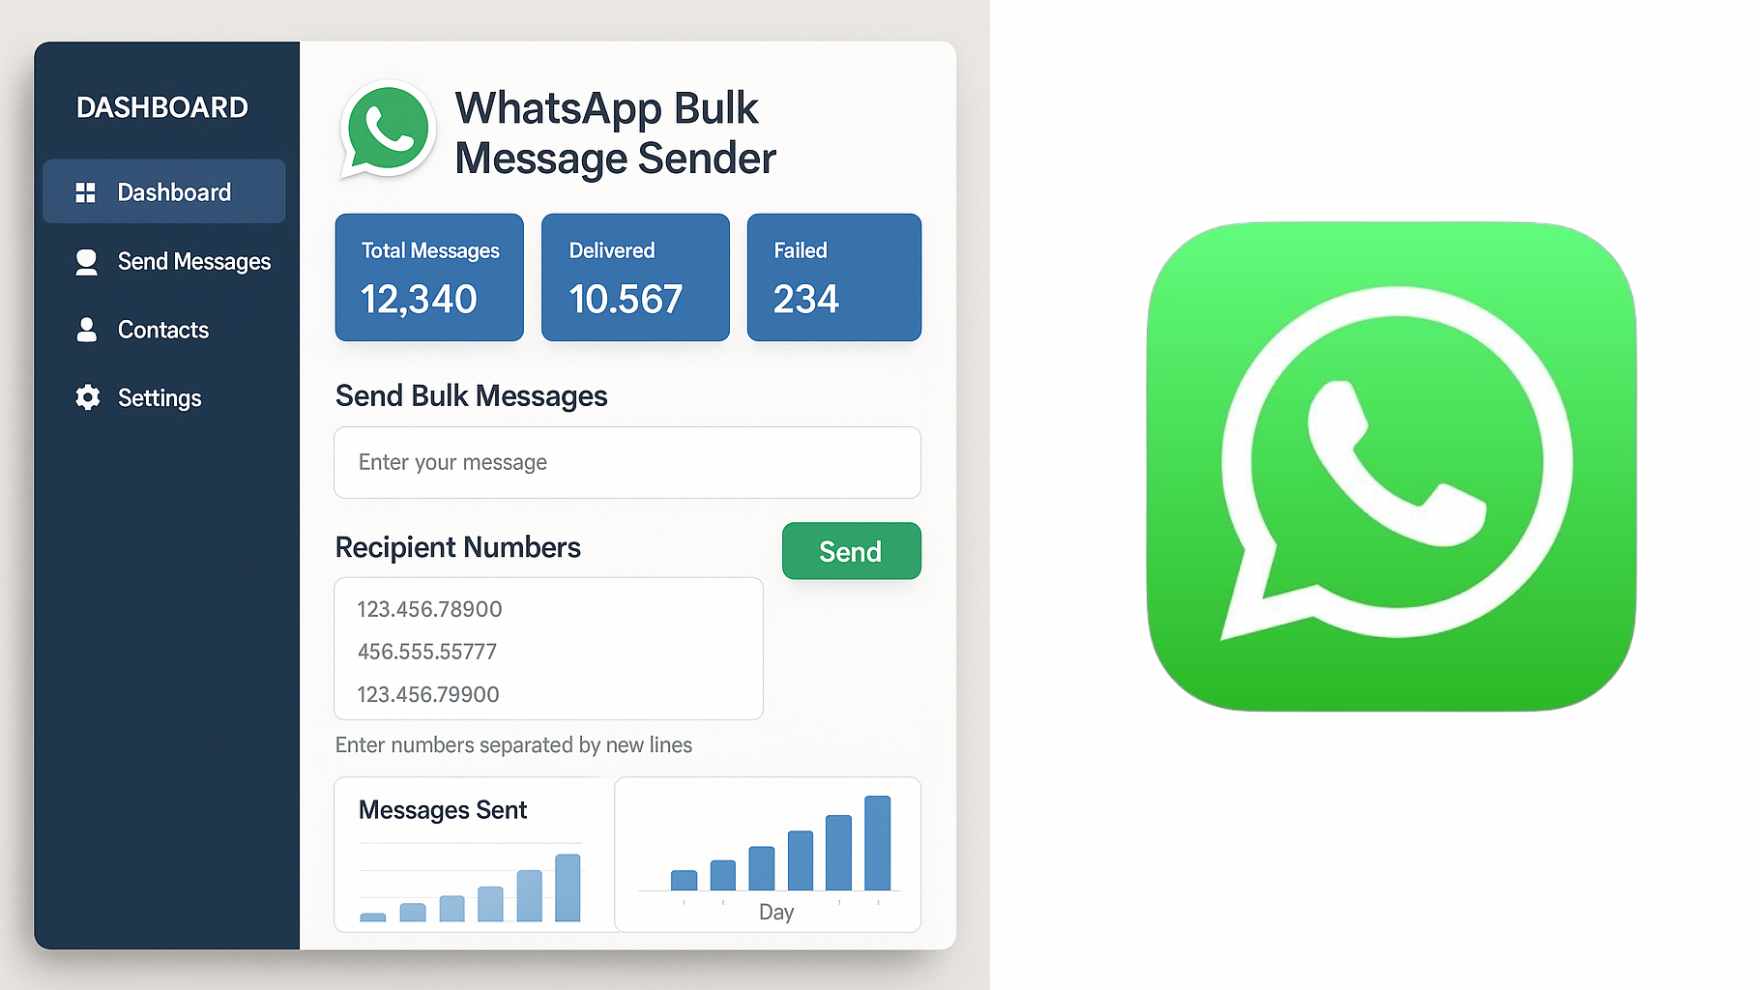 DASHBOARD
Dashboard
Send Messages
Contacts
Settings
WhatsApp Bulk
Message Sender
Total Messages
12,340
Delivered
10.567
Failed
234
Send Bulk Messages
Enter your message
Recipient Numbers
Send
123.456.78900
456.555.55777
123.456.79900
Enter numbers separated by new lines
Messages Sent
Day